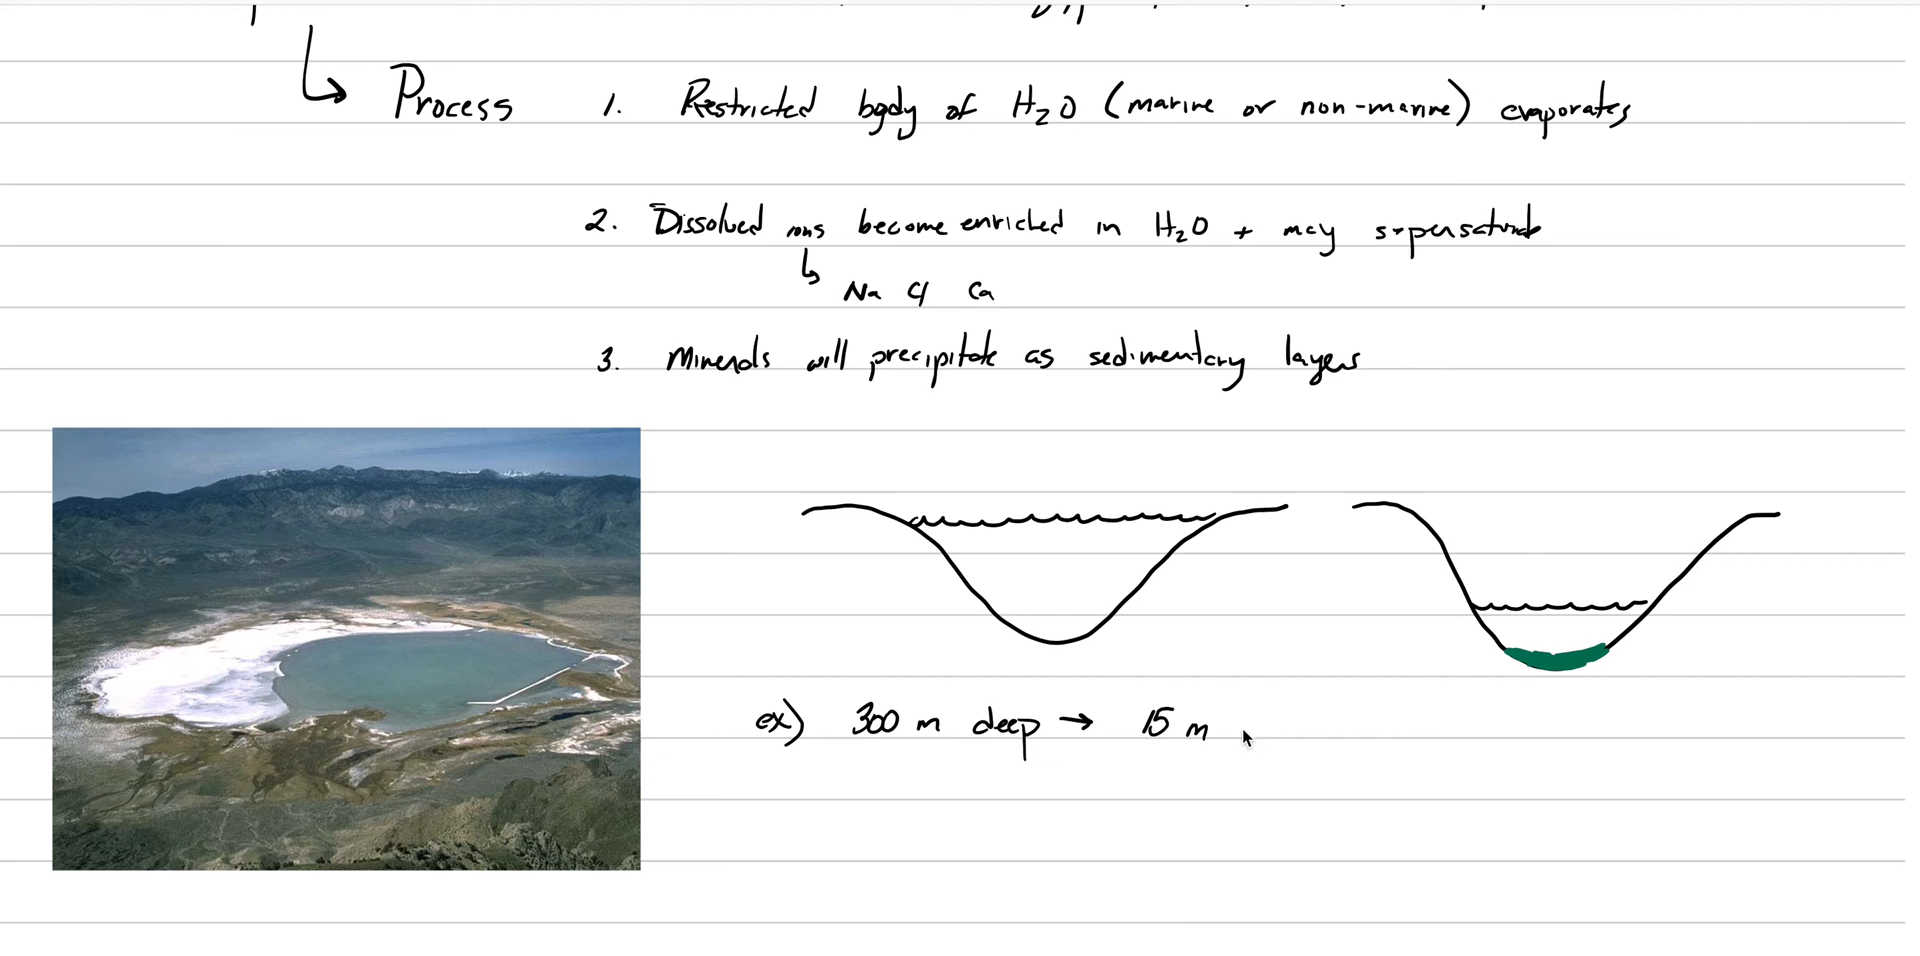 Process 1. Restricted body of H₂O (marine or non-marine) evaporates
2. Dissolved ions become enriched in H₂O + may supersaturate
↳ Na Cl Ca
3. Minerals will precipitate as sedimentary layers
ex) 300 m deep → 15 m